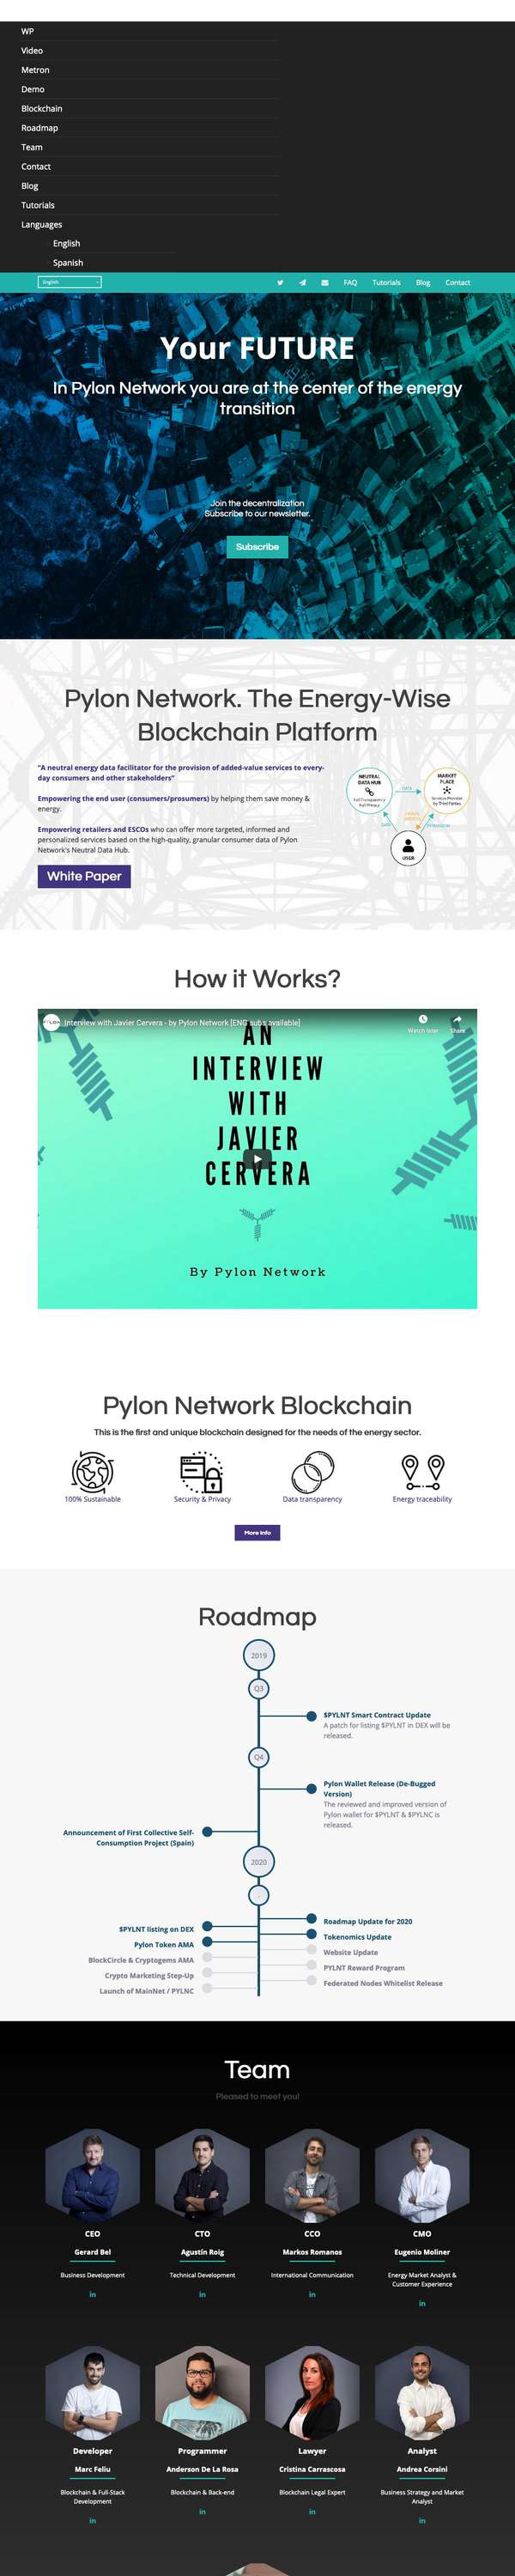 WP
Video
Metron
Demo
Blockchain
Roadmap
Team
Contact
Blog
Tutorials
Languages
English
Spanish
English
FAQ Tutorials Blog Contact
Your FUTURE
In Pylon Network you are at the center of the energy
transition
Join the decentralization
Subscribe to our newsletter.
Subscribe
Pylon Network. The Energy-Wise
Blockchain Platform
"A neutral energy data facilitator for the provision of added-value services to every-
day consumers and other stakeholders"
Empowering the end user (consumers/prosumers) by helping them save money &
energy.
Empowering retailers and ESCOs who can offer more targeted, informed and
personalized services based on the high-quality, granular consumer data of Pylon
Network's Neutral Data Hub.
White Paper
NEUTRAL
DATA HUB
Full Transparency
Full Privacy
DATA
MARKET
PLACE
Services Provided
by Third Parties
DATA
USER
How it Works?
PYLON
Interview with Javier Cervera - by Pylon Network [ENG subs available]
Watch later
Share
AN
INTERVIEW
WITH
JAVIER
CERVERA
By Pylon Network
Pylon Network Blockchain
This is the first and unique blockchain designed for the needs of the energy sector.
100% Sustainable
Security & Privacy
Data transparency
Energy traceability
More Info
Roadmap
2019
Q3
$PYLNT Smart Contract Update
A patch for listing $PYLNT in DEX will be
released.
Q4
Pylon Wallet Release (De-Bugged
Version)
The reviewed and improved version of
Pylon wallet for $PYLNT & $PYLNC is
released.
Announcement of First Collective Self-
Consumption Project (Spain)
2020
.
Roadmap Update for 2020
$PYLNT listing on DEX
Tokenomics Update
Pylon Token AMA
Website Update
BlockCircle & Cryptogems AMA
PYLNT Reward Program
Crypto Marketing Step-Up
Federated Nodes Whitelist Release
Launch of MainNet / PYLNC
Team
Pleased to meet you!
CEO
Gerard Bel
Business Development
in
CTO
Agustín Roig
Technical Development
in
CCO
Markos Romanos
International Communication
in
CMO
Eugenio Moliner
Energy Market Analyst &
Customer Experience
in
Developer
Marc Feliu
Blockchain & Full-Stack
Development
in
Programmer
Anderson De La Rosa
Blockchain & Back-end
in
Lawyer
Cristina Carrascosa
Blockchain Legal Expert
in
Analyst
Andrea Corsini
Business Strategy and Market
Analyst
in